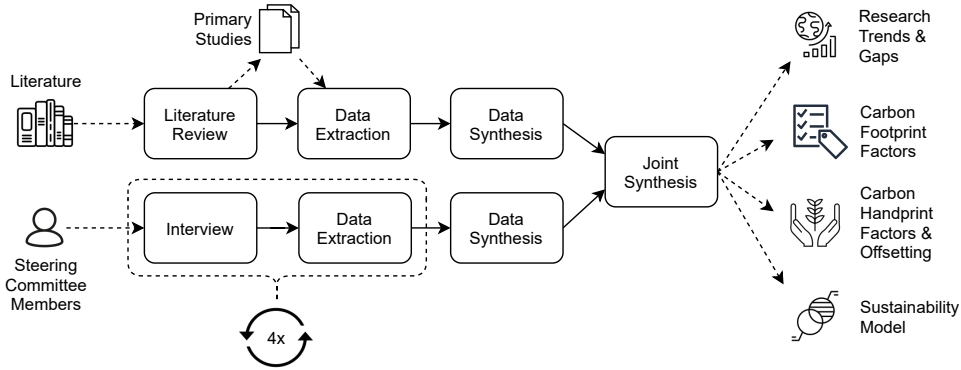 Primary
Studies
Literature
Literature
Review
Data
Extraction
Data
Synthesis
Joint
Synthesis
Steering
Committee
Members
Interview
Data
Extraction
Data
Synthesis
4x
Research
Trends &
Gaps
Carbon
Footprint
Factors
Carbon
Handprint
Factors &
Offsetting
Sustainability
Model